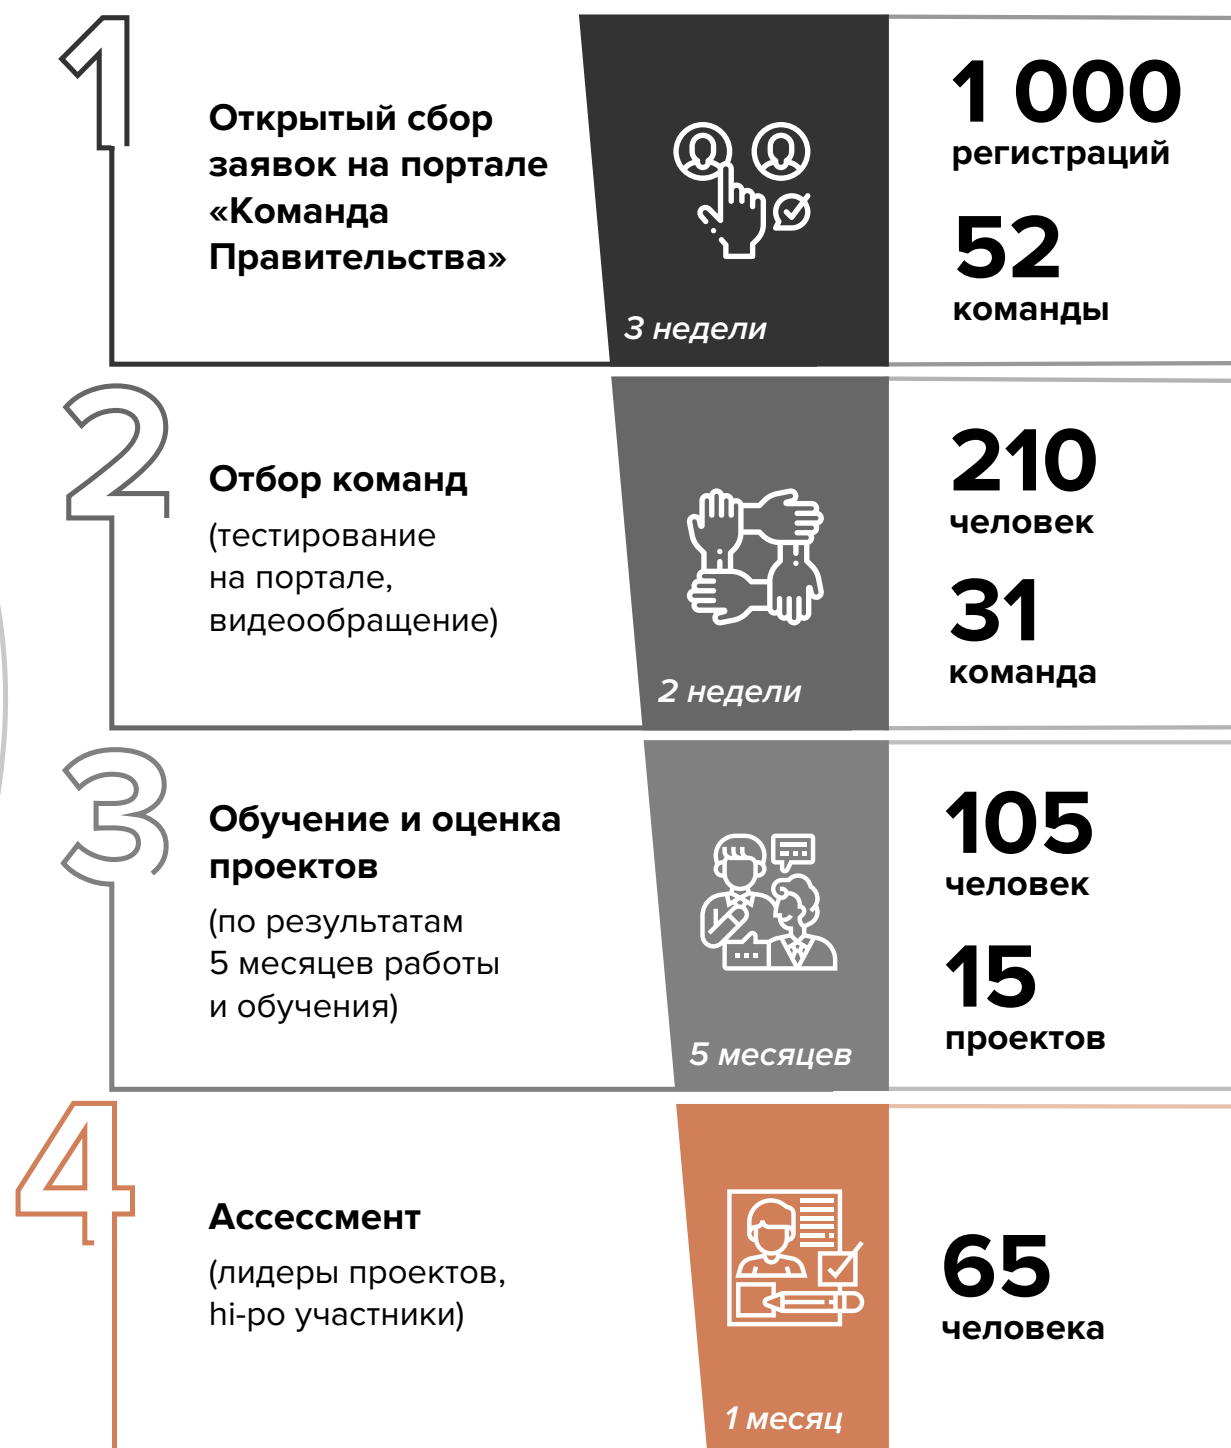 1
Открытый сбор
заявок на портале
«Команда
Правительства»
3 недели
1 000
регистраций
52
команды
2
Отбор команд
(тестирование
на портале,
видеообращение)
2 недели
210
человек
31
команда
3
Обучение и оценка
проектов
(по результатам
5 месяцев работы
и обучения)
5 месяцев
105
человек
15
проектов
4
Ассессмент
(лидеры проектов,
hi-po участники)
1 месяц
65
человека